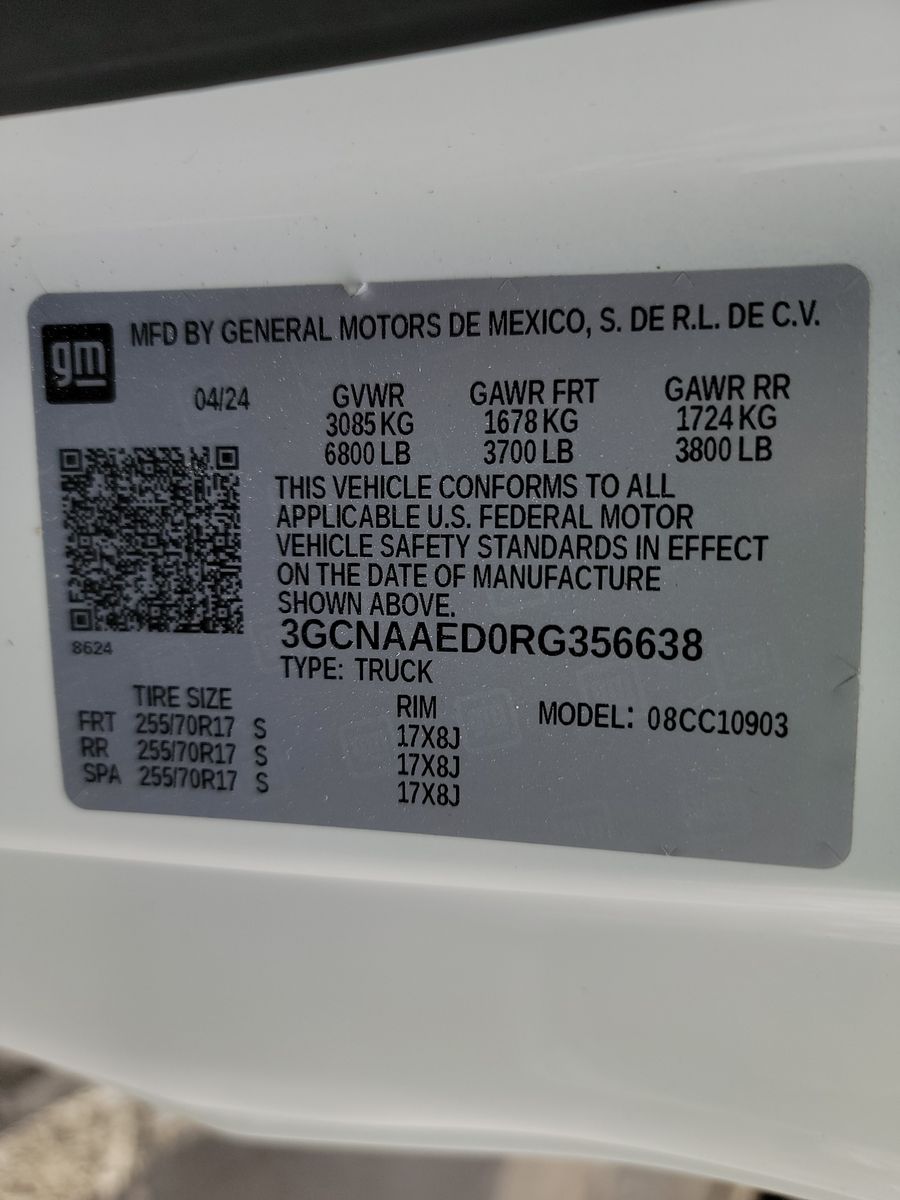 gm
MFD BY GENERAL MOTORS DE MEXICO, S. DE R.L. DE C.V.
04/24 GVWR GAWR FRT GAWR RR
3085 KG 1678 KG 1724 KG
6800 LB 3700 LB 3800 LB
THIS VEHICLE CONFORMS TO ALL
APPLICABLE U.S. FEDERAL MOTOR
VEHICLE SAFETY STANDARDS IN EFFECT
ON THE DATE OF MANUFACTURE
SHOWN ABOVE.
3GCNAAED0RG356638
8624
TYPE: TRUCK
TIRE SIZE RIM MODEL: 08CC10903
FRT 255/70R17 S 17X8J
RR 255/70R17 S 17X8J
SPA 255/70R17 S 17X8J